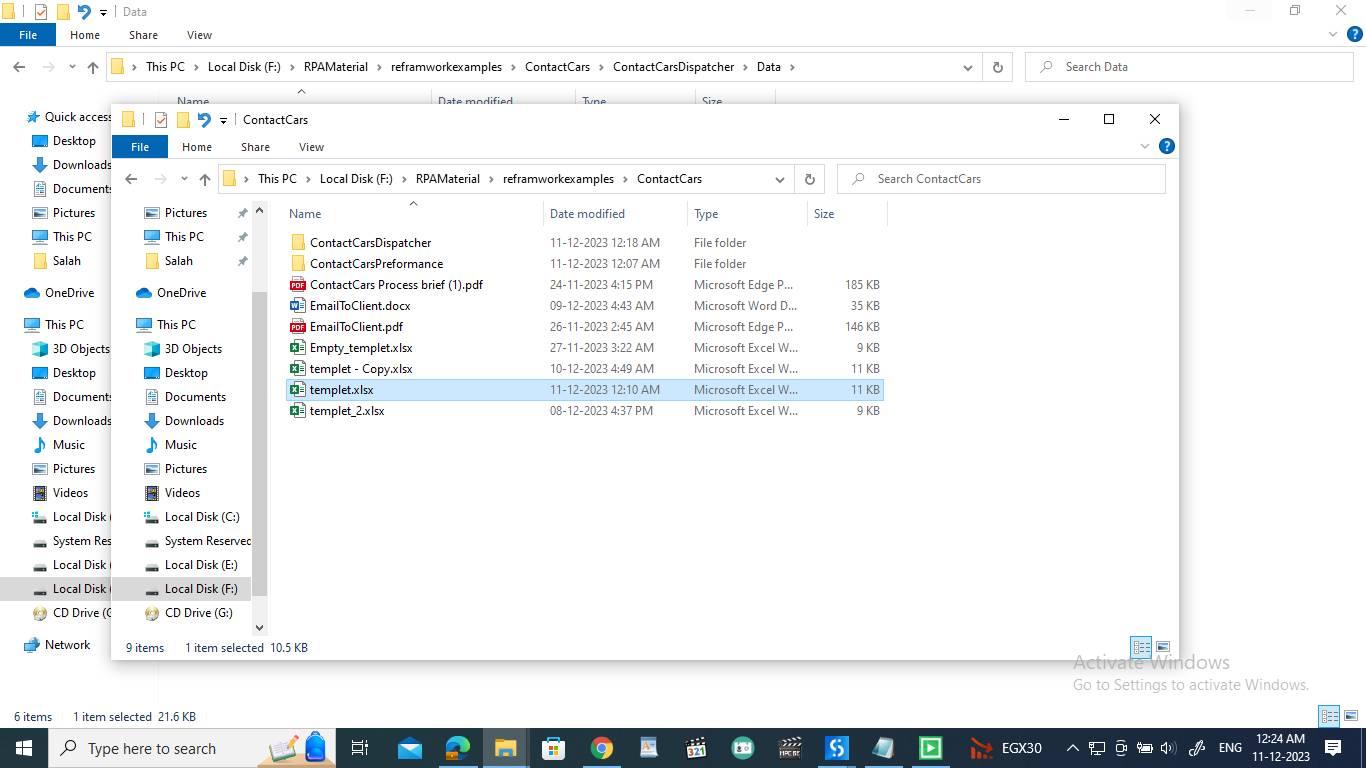 Data
File Home Share View
This PC Local Disk (F:) RPAMaterial reframworkexamples ContactCars ContactCarsDispatcher Data
Search Data
Name Date modified Type Size
Quick access
Desktop
Downloads
Documents
Pictures
This PC
Salah
OneDrive
This PC
3D Objects
Desktop
Documents
Downloads
Music
Pictures
Videos
Local Disk
System Res
Local Disk
Local Disk
CD Drive (G
Network
6 items 1 item selected 21.6 KB
ContactCars
File Home Share View
This PC Local Disk (F:) RPAMaterial reframworkexamples ContactCars
Search ContactCars
Pictures
This PC
Salah
OneDrive
This PC
3D Objects
Desktop
Documents
Downloads
Music
Pictures
Videos
Local Disk (C:)
System Reserved
Local Disk (E:)
Local Disk (F:)
CD Drive (G:)
Name Date modified Type Size
ContactCarsDispatcher 11-12-2023 12:18 AM File folder
ContactCarsPreformance 11-12-2023 12:07 AM File folder
PDF ContactCars Process brief (1).pdf 24-11-2023 4:15 PM Microsoft Edge P... 185 KB
EmailToClient.docx 09-12-2023 4:43 AM Microsoft Word D... 35 KB
PDF EmailToClient.pdf 26-11-2023 2:45 AM Microsoft Edge P... 146 KB
Empty_templet.xlsx 27-11-2023 3:22 AM Microsoft Excel W... 9 KB
templet - Copy.xlsx 10-12-2023 4:49 AM Microsoft Excel W... 11 KB
templet.xlsx 11-12-2023 12:10 AM Microsoft Excel W... 11 KB
templet_2.xlsx 08-12-2023 4:37 PM Microsoft Excel W... 9 KB
9 items 1 item selected 10.5 KB
Activate Windows
Go to Settings to activate Windows.
Type here to search
321
EGX30
ENG
12:24 AM
11-12-2023